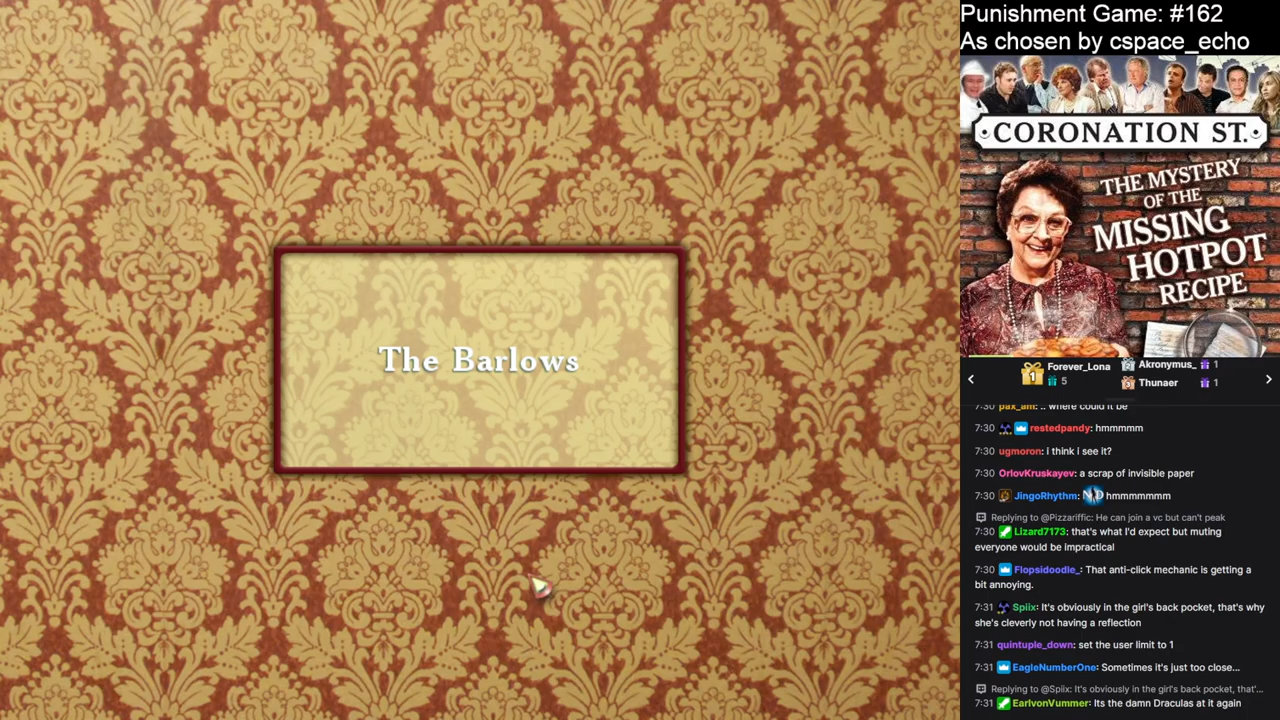 Punishment Game: #162
As chosen by cspace_echo
CORONATION ST.
THE MYSTERY
OF THE
MISSING
HOTPOT
RECIPE
The Barlows
1
Forever_Lona
5
Akronymus_ 1
Thunaer 1
7:30 pax_am: .. where could it be
7:30 restedpandy: hmmmmm
7:30 ugmoron: i think i see it?
7:30 OrlovKruskayev: a scrap of invisible paper
7:30 JingoRhythm: hmmmmmmm
Replying to @Pizzariffic: He can join a vc but can't peak
7:30 Lizard7173: that's what I'd expect but muting
everyone would be impractical
7:30 Flopsidoodle_: That anti-click mechanic is getting a
bit annoying.
7:31 Spiix: It's obviously in the girl's back pocket, that's why
she's cleverly not having a reflection
7:31 quintuple_down: set the user limit to 1
7:31 EagleNumberOne: Sometimes it's just too close...
Replying to @Spiix: It's obviously in the girl's back pocket, that'...
7:31 EarlvonVummer: Its the damn Draculas at it again